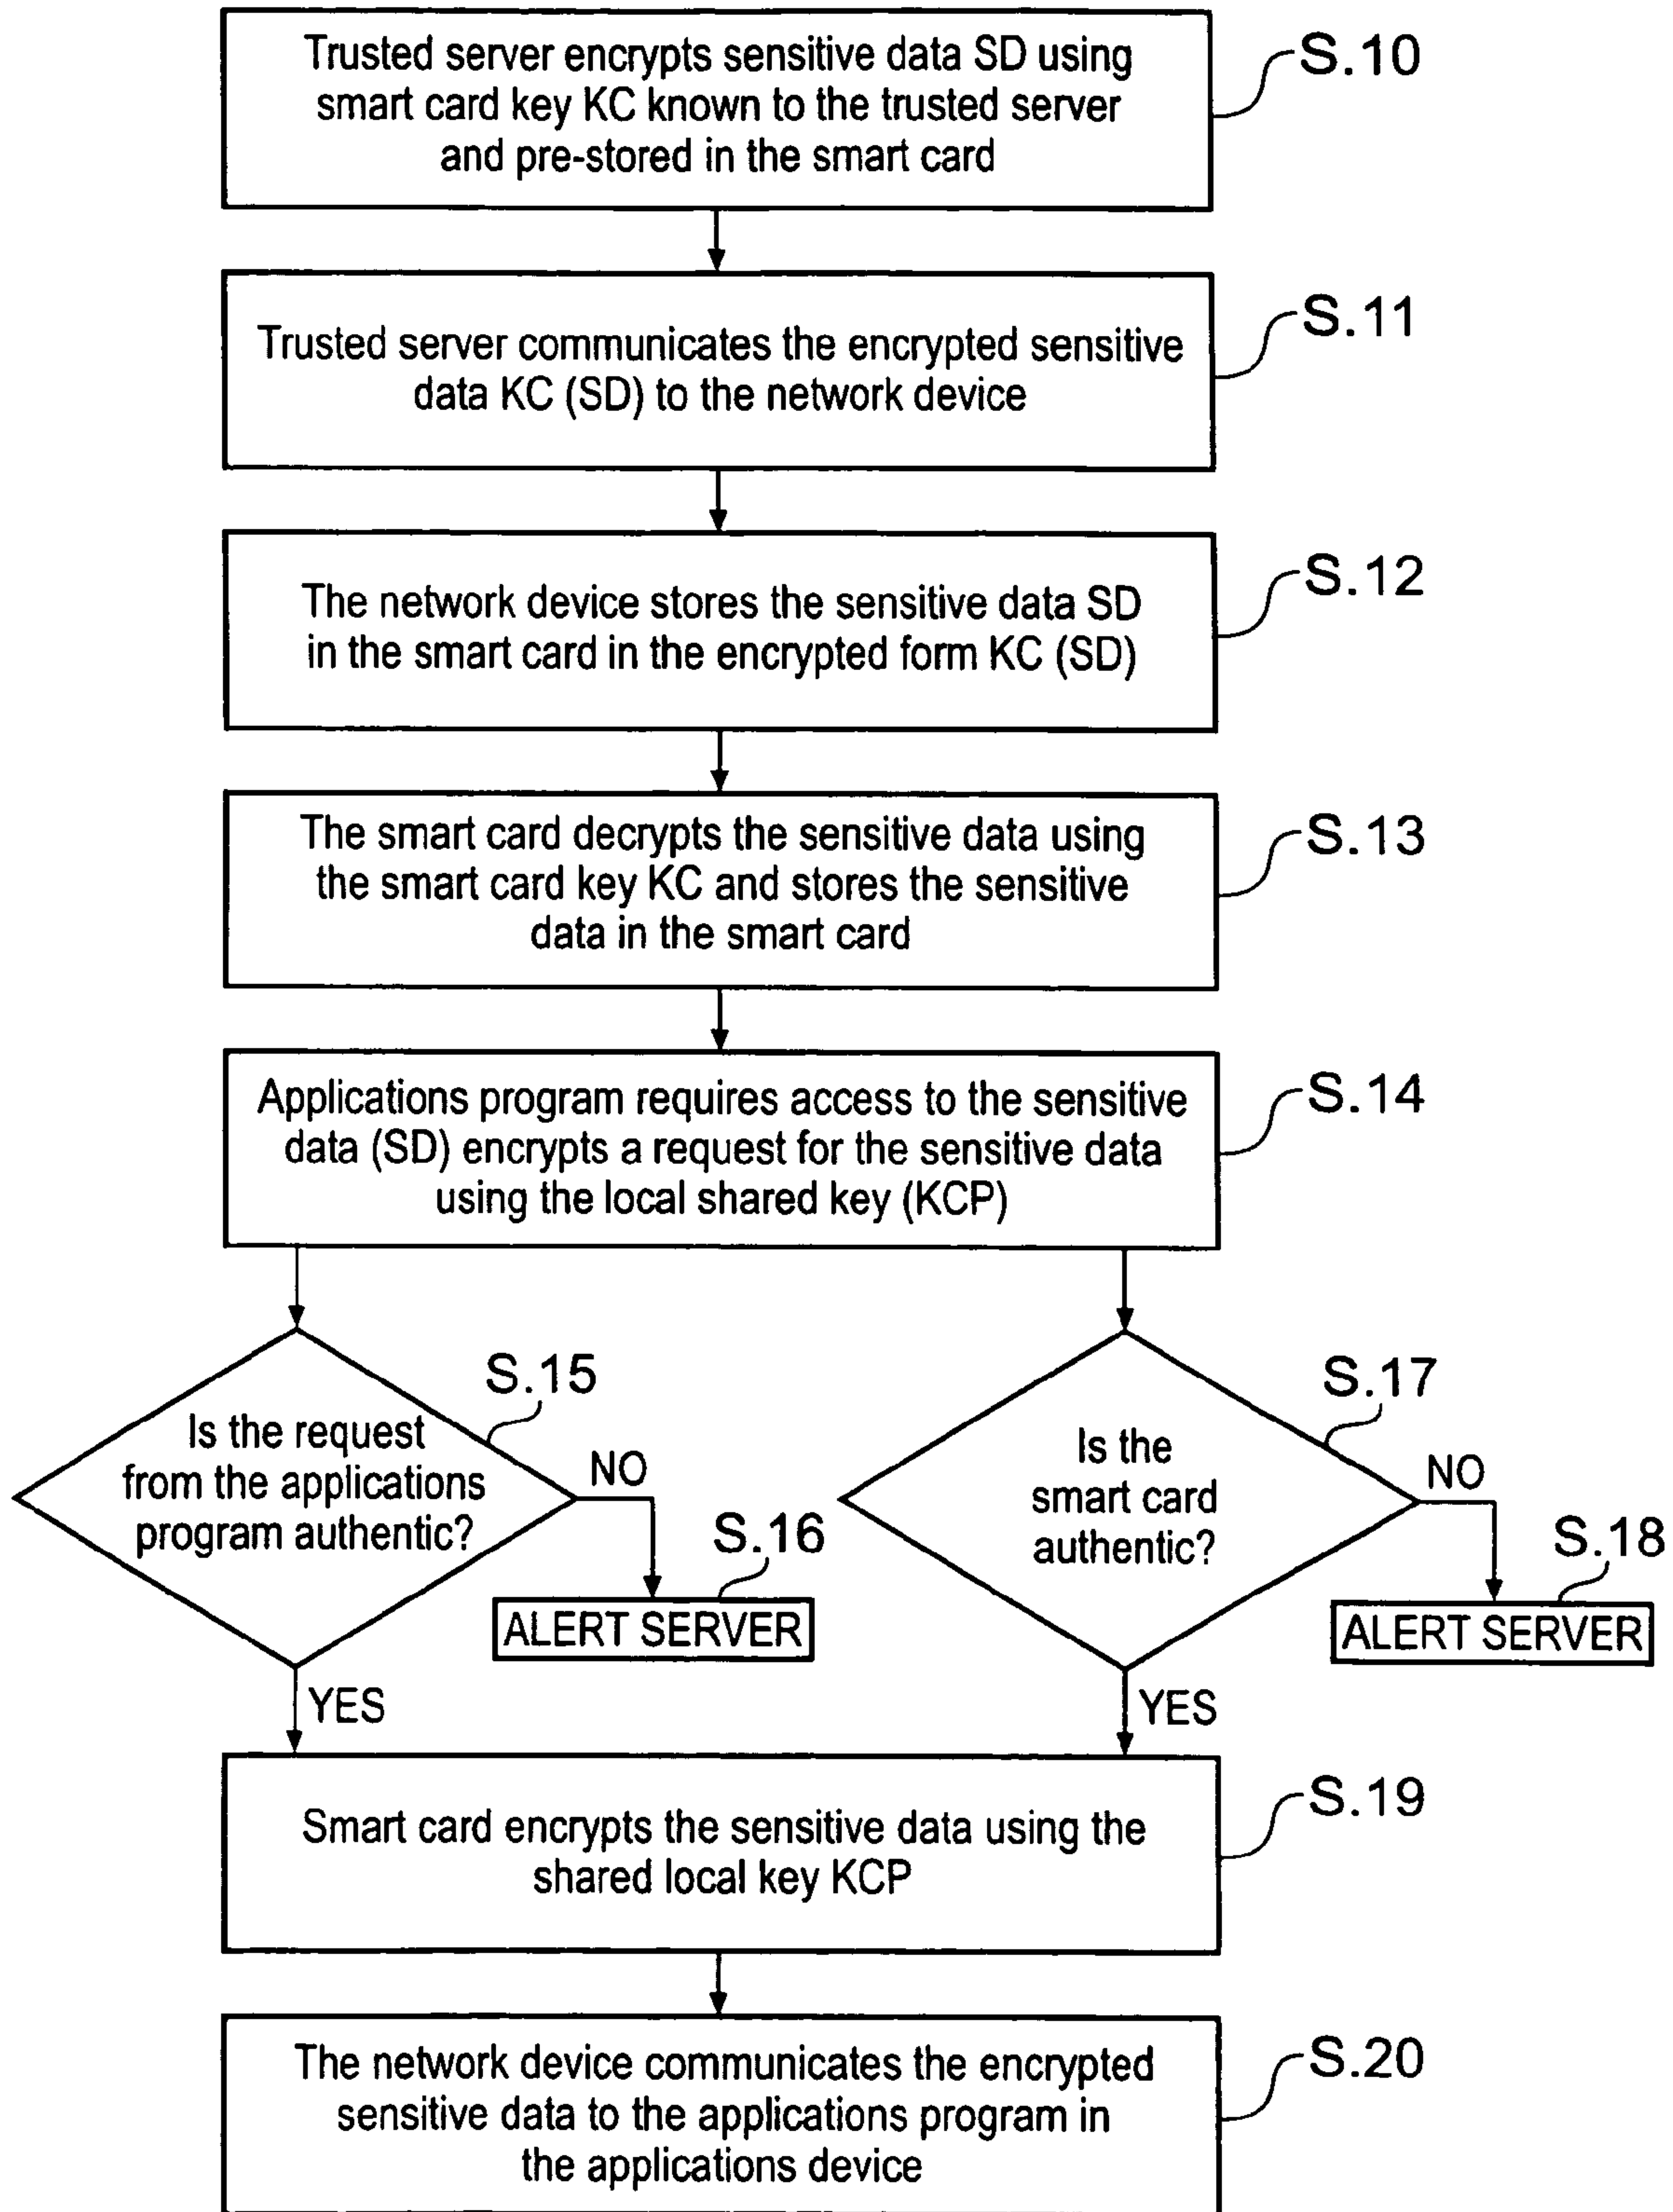 Trusted server encrypts sensitive data SD using
smart card key KC known to the trusted server
and pre-stored in the smart card
S.10
Trusted server communicates the encrypted sensitive
data KC (SD) to the network device
S.11
The network device stores the sensitive data SD
in the smart card in the encrypted form KC (SD)
S.12
The smart card decrypts the sensitive data using
the smart card key KC and stores the sensitive
data in the smart card
S.13
Applications program requires access to the sensitive
data (SD) encrypts a request for the sensitive data
using the local shared key (KCP)
S.14
Is the request
from the applications
program authentic?
S.15
NO
S.16
ALERT SERVER
YES
Is the
smart card
authentic?
S.17
NO
S.18
ALERT SERVER
YES
Smart card encrypts the sensitive data using the
shared local key KCP
S.19
The network device communicates the encrypted
sensitive data to the applications program in
the applications device
S.20